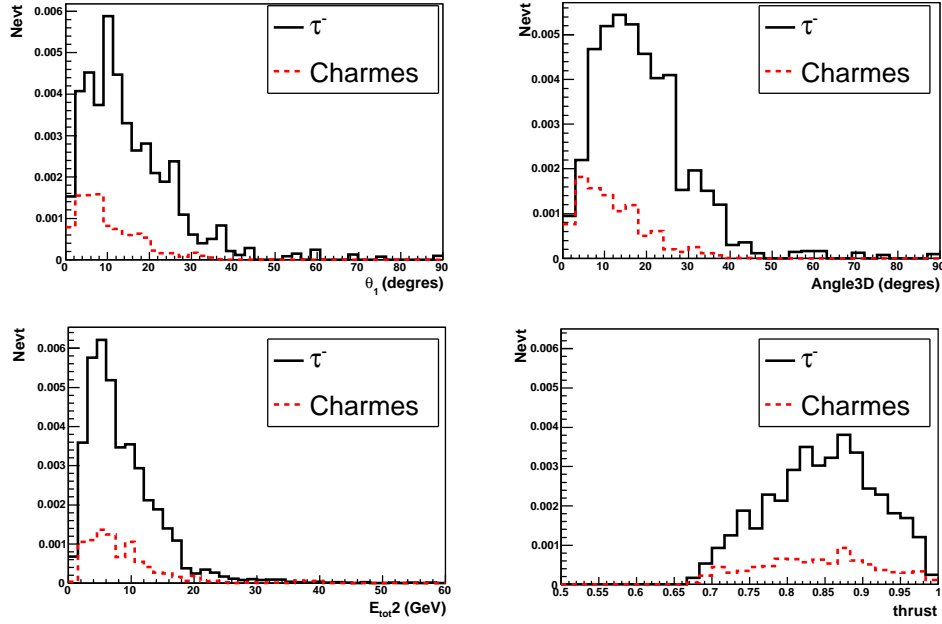 Nevt
τ-
Charmes
0.006
0.005
0.004
0.003
0.002
0.001
0
0 10 20 30 40 50 60 70 80 90
θ1 (degres)
Nevt
τ-
Charmes
0.005
0.004
0.003
0.002
0.001
0
0 10 20 30 40 50 60 70 80 90
Angle3D (degres)
Nevt
τ-
Charmes
0.006
0.005
0.004
0.003
0.002
0.001
0
0 10 20 30 40 50 60
Etot2 (GeV)
Nevt
τ-
Charmes
0.006
0.005
0.004
0.003
0.002
0.001
0
0.5 0.55 0.6 0.65 0.7 0.75 0.8 0.85 0.9 0.95 1
thrust